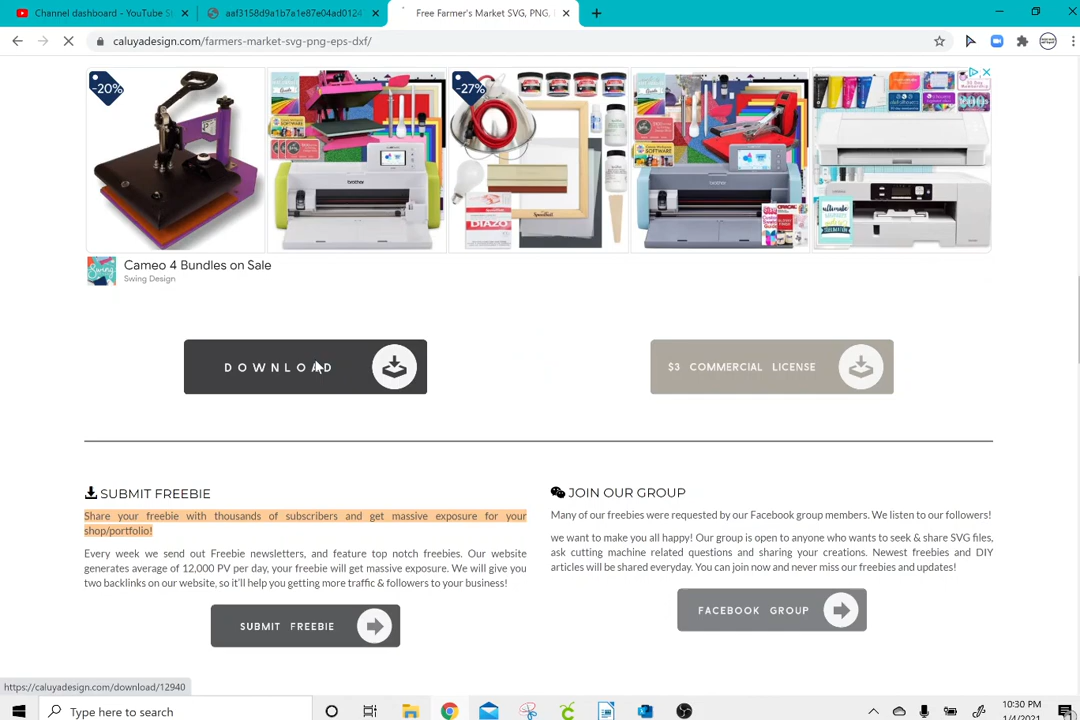 Channel dashboard - YouTube St
aaf3158d9a1b7a1e87e04ad0124
Free Farmer's Market SVG, PNG,
caluyadesign.com/farmers-market-svg-png-eps-dxf/
-20%
-27%
Cameo 4 Bundles on Sale
Swing Design
DOWNLOAD
$3 COMMERCIAL LICENSE
SUBMIT FREEBIE
Share your freebie with thousands of subscribers and get massive exposure for your
shop/portfolio!
Every week we send out Freebie newsletters, and feature top notch freebies. Our website
generates average of 12,000 PV per day, your freebie will get massive exposure. We will give you
two backlinks on our website, so it'll help you getting more traffic & followers to your business!
SUBMIT FREEBIE
JOIN OUR GROUP
Many of our freebies were requested by our Facebook group members. We listen to our followers!
we want to make you all happy! Our group is open to anyone who wants to seek & share SVG files,
ask cutting machine related questions and sharing your creations. Newest freebies and DIY
articles will be shared everyday. You can join now and never miss our freebies and updates!
FACEBOOK GROUP
https://caluyadesign.com/download/12940
Type here to search
10:30 PM
1/4/2021